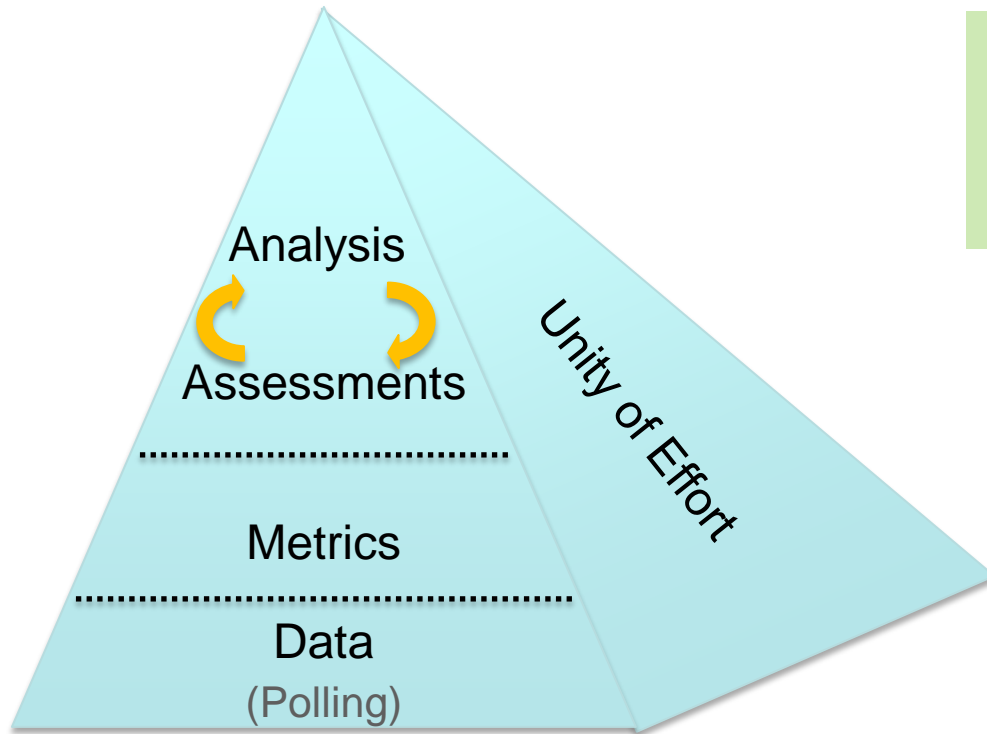 Analysis
Assessments
Metrics
Data
(Polling)
Unity of Effort